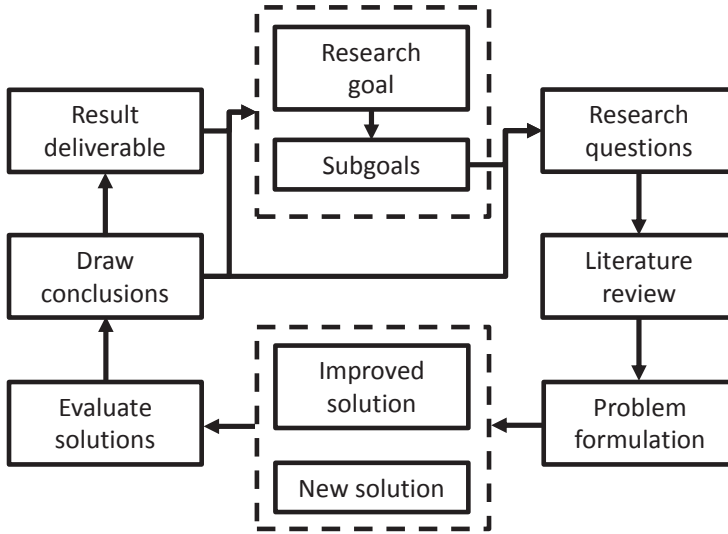 Research
goal
Subgoals
Result
deliverable
Research
questions
Draw
conclusions
Literature
review
Evaluate
solutions
Improved
solution
New solution
Problem
formulation